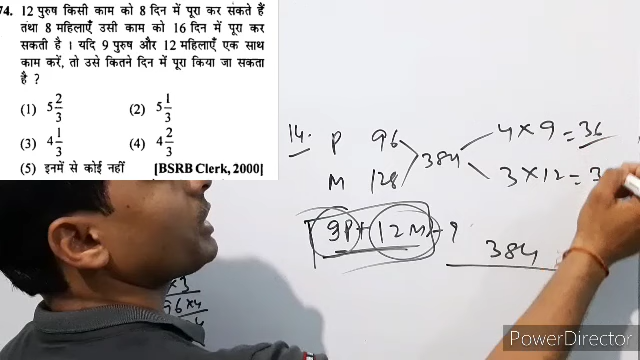 74. 12 पुरुष किसी काम को 8 दिन में पूरा कर सकते हैं
तथा 8 महिलाएँ उसी काम को 16 दिन में पूरा कर
सकती है । यदि 9 पुरुष और 12 महिलाएँ एक साथ
काम करें, तो उसे कितने दिन में पूरा किया जा सकता
है ?
(1) 5 2/3 (2) 5 1/3
(3) 4 1/3 (4) 4 2/3
(5) इनमें से कोई नहीं [BSRB Clerk, 2000]
14. P 96 384 4 × 9 = 36
M 128 3 × 12 = 3
9P + 12M → ?
384
×3
96 ×4
PowerDirector